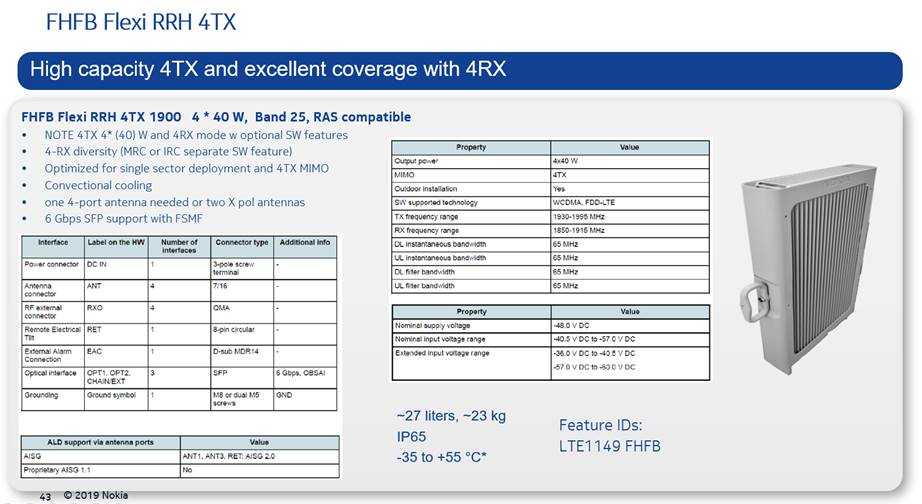 FHFB Flexi RRH 4TX
High capacity 4TX and excellent coverage with 4RX
FHFB Flexi RRH 4TX 1900 4 * 40 W, Band 25, RAS compatible
• NOTE 4TX 4* (40) W and 4RX mode w optional SW features
• 4-RX diversity (MRC or IRC separate SW feature)
• Optimized for single sector deployment and 4TX MIMO
• Convectional cooling
• one 4-port antenna needed or two X pol antennas
• 6 Gbps SFP support with FSMF
Interface Label on the HW Number of interfaces Connector type Additional Info
Power connector DC IN 1 3-pole screw terminal -
Antenna connector ANT 4 7/16 -
RF external connector RXO 4 QMA -
Remote Electrical Tilt RET 1 8-pin circular -
External Alarm Connection EAC 1 D-sub MDR14 -
Optical interface OPT1, OPT2, CHAIN/EXT 3 SFP 6 Gbps, OBSAI
Grounding Ground symbol 1 M8 or dual M5 screws GND
ALD support via antenna ports Value
AISG ANT1, ANT3, RET; AISG 2.0
Proprietary AISG 1.1 No
Property Value
Output power 4x40 W
MIMO 4TX
Outdoor installation Yes
SW supported technology WCDMA, FDD-LTE
TX frequency range 1930-1995 MHz
RX frequency range 1850-1915 MHz
DL instantaneous bandwidth 65 MHz
UL instantaneous bandwidth 65 MHz
DL filter bandwidth 65 MHz
UL filter bandwidth 65 MHz
Property Value
Nominal supply voltage -48.0 V DC
Nominal input voltage range -40.5 V DC to -57.0 V DC
Extended input voltage range -36.0 V DC to -40.5 V DC
-57.0 V DC to -60.0 V DC
~27 liters, ~23 kg
IP65
-35 to +55 °C*
Feature IDs:
LTE1149 FHFB
43 © 2019 Nokia